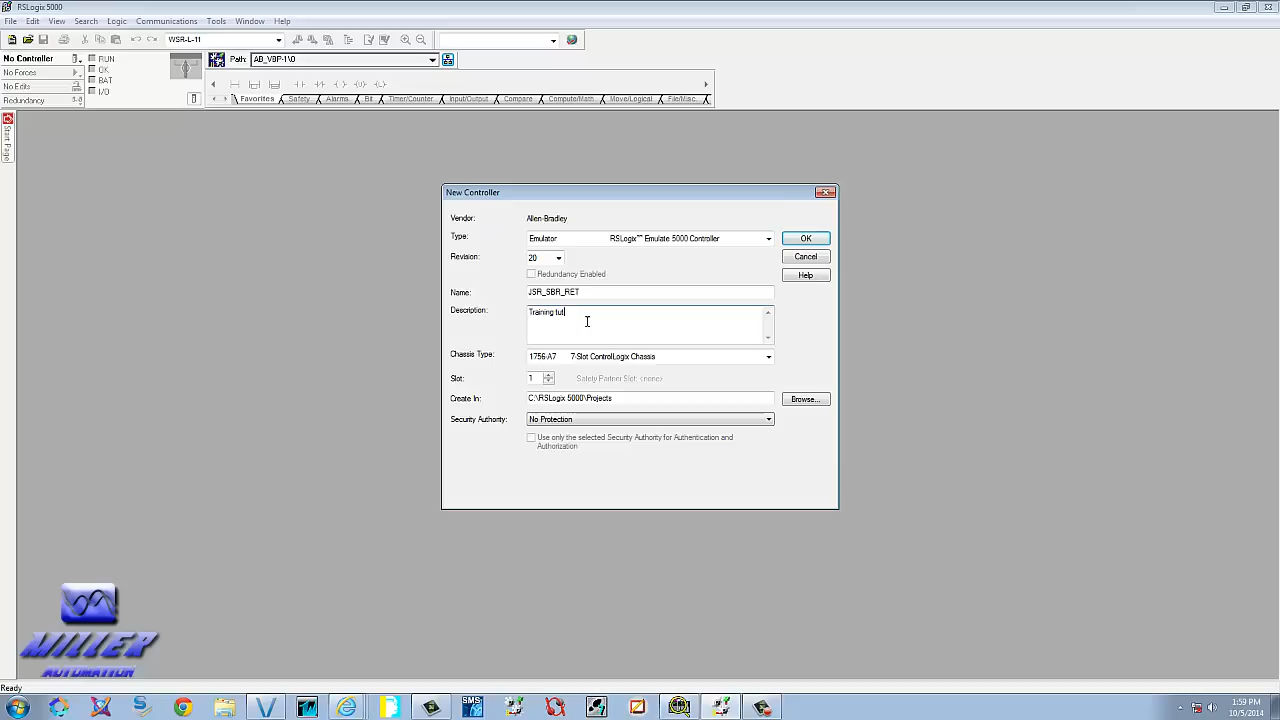 RSLogix 5000
File Edit View Search Logic Communications Tools Window Help
WSR-L-11
No Controller RUN Path: AB_VBP-1\0
No Forces OK
No Edits BAT
Redundancy I/O
Favorites Safety Alarms Bit Timer/Counter Input/Output Compare Compute/Math Move/Logical File/Misc.
Start Page
New Controller
Vendor: Allen-Bradley
Type: Emulator RSLogix™ Emulate 5000 Controller OK
Revision: 20 Cancel
Redundancy Enabled Help
Name: JSR_SBR_RET
Description: Training tut
Chassis Type: 1756-A7 7-Slot ControlLogix Chassis
Slot: 1 Safety Partner Slot: <none>
Create In: C:\RSLogix 5000\Projects Browse...
Security Authority: No Protection
Use only the selected Security Authority for Authentication and
Authorization
MILLER
AUTOMATION
Ready
SMS
1:59 PM
10/5/2014